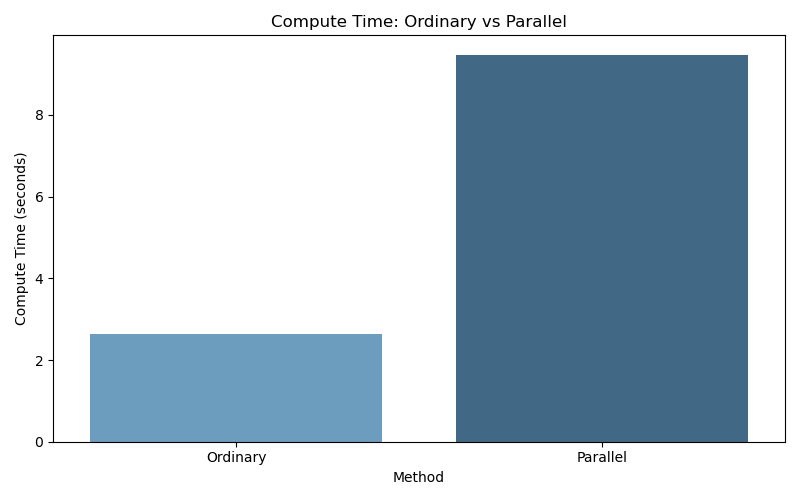 Compute Time: Ordinary vs Parallel
Compute Time (seconds)
8
6
4
2
0
Ordinary
Parallel
Method